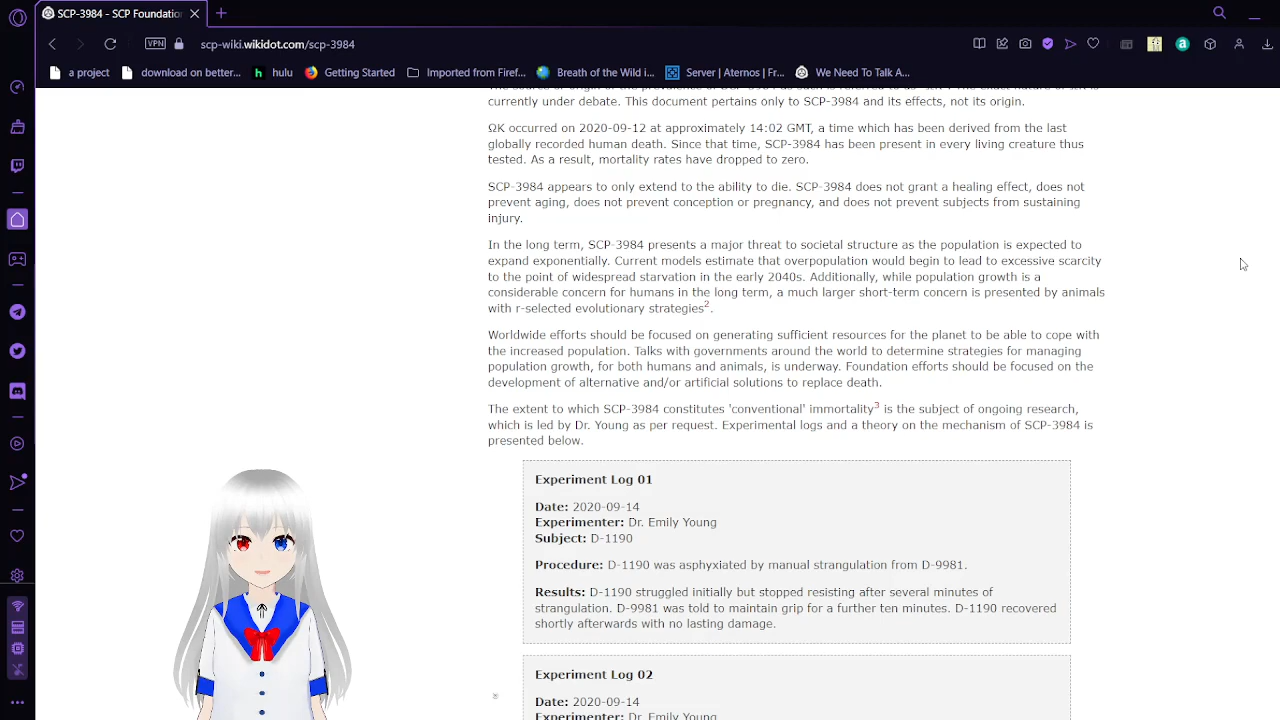 SCP-3984 - SCP Foundation
VPN
scp-wiki.wikidot.com/scp-3984
a project
download on better...
hulu
Getting Started
Imported from Firef...
Breath of the Wild i...
Server | Aternos | Fr...
We Need To Talk A...
currently under debate. This document pertains only to SCP-3984 and its effects, not its origin.
ΩK occurred on 2020-09-12 at approximately 14:02 GMT, a time which has been derived from the last
globally recorded human death. Since that time, SCP-3984 has been present in every living creature thus
tested. As a result, mortality rates have dropped to zero.
SCP-3984 appears to only extend to the ability to die. SCP-3984 does not grant a healing effect, does not
prevent aging, does not prevent conception or pregnancy, and does not prevent subjects from sustaining
injury.
In the long term, SCP-3984 presents a major threat to societal structure as the population is expected to
expand exponentially. Current models estimate that overpopulation would begin to lead to excessive scarcity
to the point of widespread starvation in the early 2040s. Additionally, while population growth is a
considerable concern for humans in the long term, a much larger short-term concern is presented by animals
with r-selected evolutionary strategies2.
Worldwide efforts should be focused on generating sufficient resources for the planet to be able to cope with
the increased population. Talks with governments around the world to determine strategies for managing
population growth, for both humans and animals, is underway. Foundation efforts should be focused on the
development of alternative and/or artificial solutions to replace death.
The extent to which SCP-3984 constitutes 'conventional' immortality3 is the subject of ongoing research,
which is led by Dr. Young as per request. Experimental logs and a theory on the mechanism of SCP-3984 is
presented below.
Experiment Log 01
Date: 2020-09-14
Experimenter: Dr. Emily Young
Subject: D-1190
Procedure: D-1190 was asphyxiated by manual strangulation from D-9981.
Results: D-1190 struggled initially but stopped resisting after several minutes of
strangulation. D-9981 was told to maintain grip for a further ten minutes. D-1190 recovered
shortly afterwards with no lasting damage.
Experiment Log 02
Date: 2020-09-14
Experimenter: Dr. Emily Young